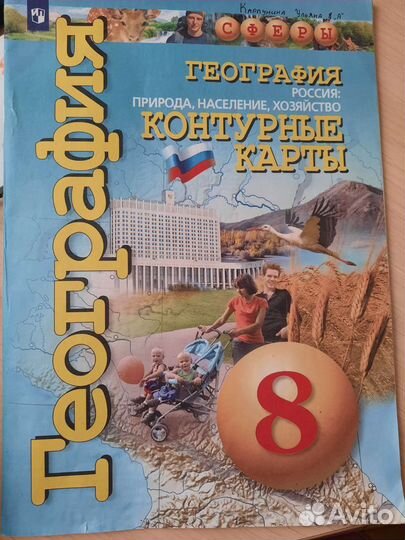 СФЕРЫ
ГЕОГРАФИЯ
РОССИЯ:
ПРИРОДА, НАСЕЛЕНИЕ, ХОЗЯЙСТВО
КОНТУРНЫЕ
КАРТЫ
География
8
Avito